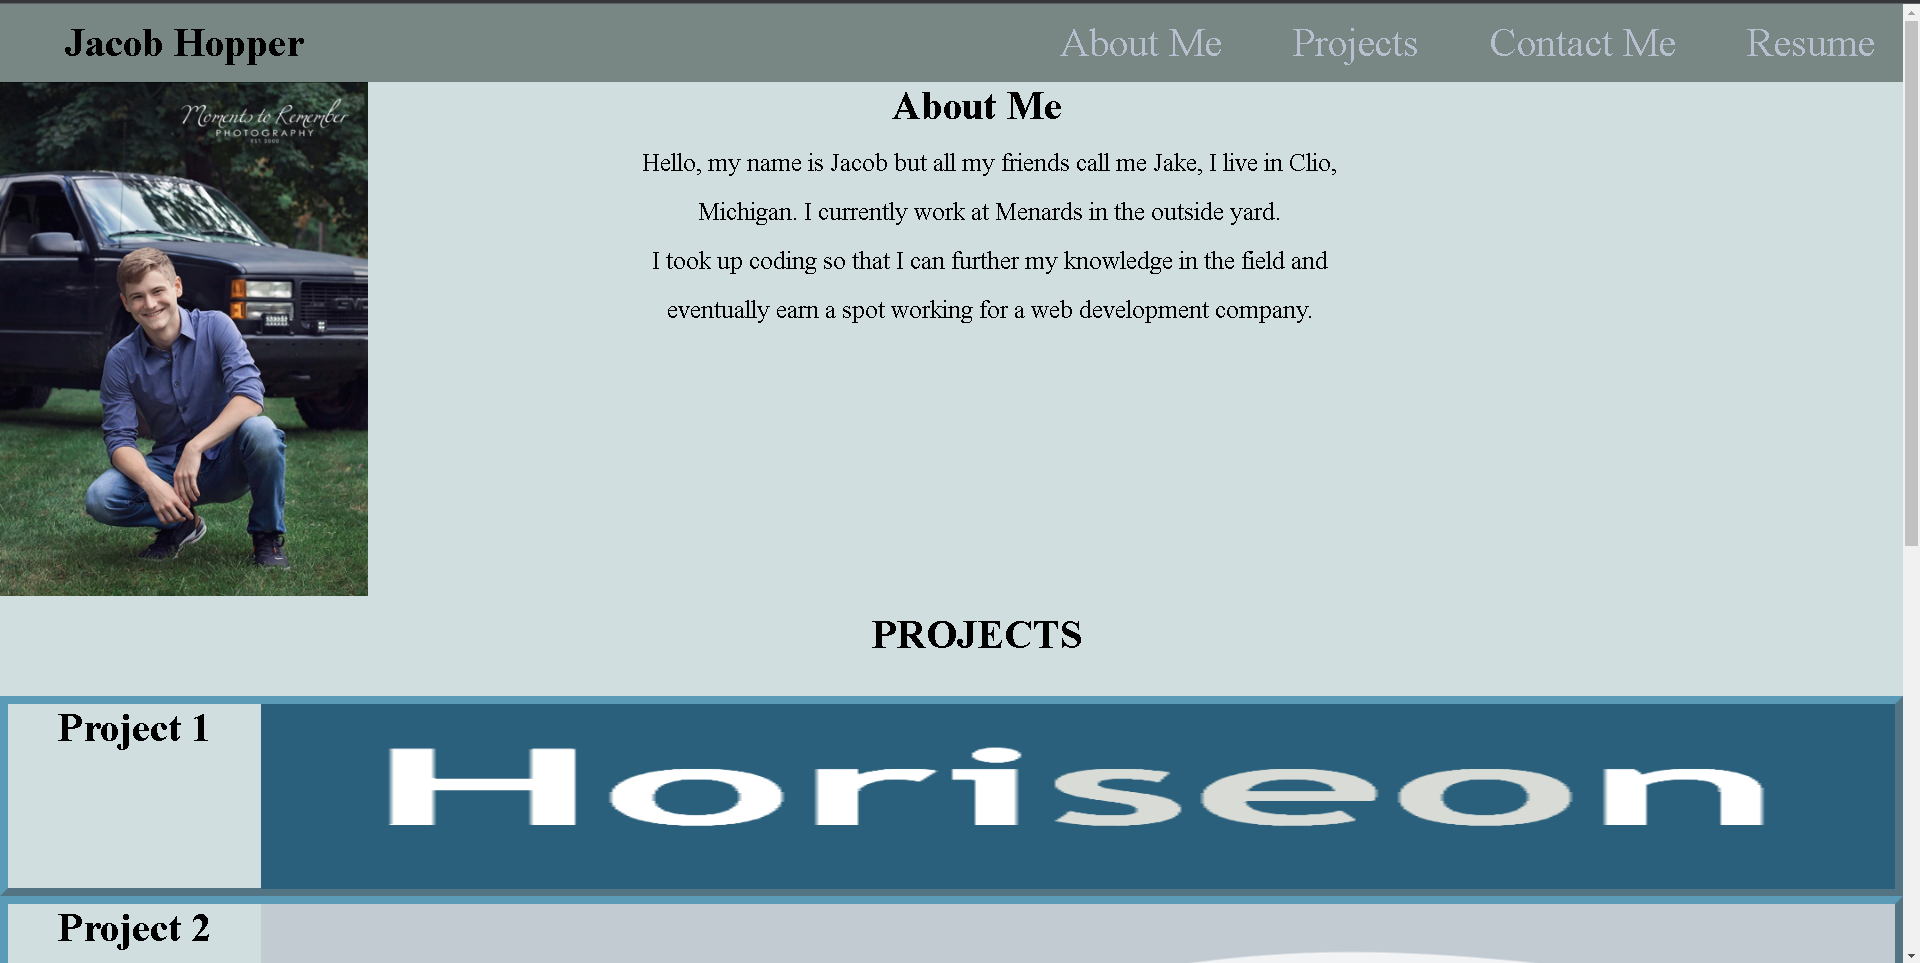 Jacob Hopper
About Me
Projects
Contact Me
Resume
Moments to Remember
PHOTOGRAPHY
EST. 2000
About Me
Hello, my name is Jacob but all my friends call me Jake, I live in Clio,
Michigan. I currently work at Menards in the outside yard.
I took up coding so that I can further my knowledge in the field and
eventually earn a spot working for a web development company.
PROJECTS
Project 1
Horiseon
Project 2